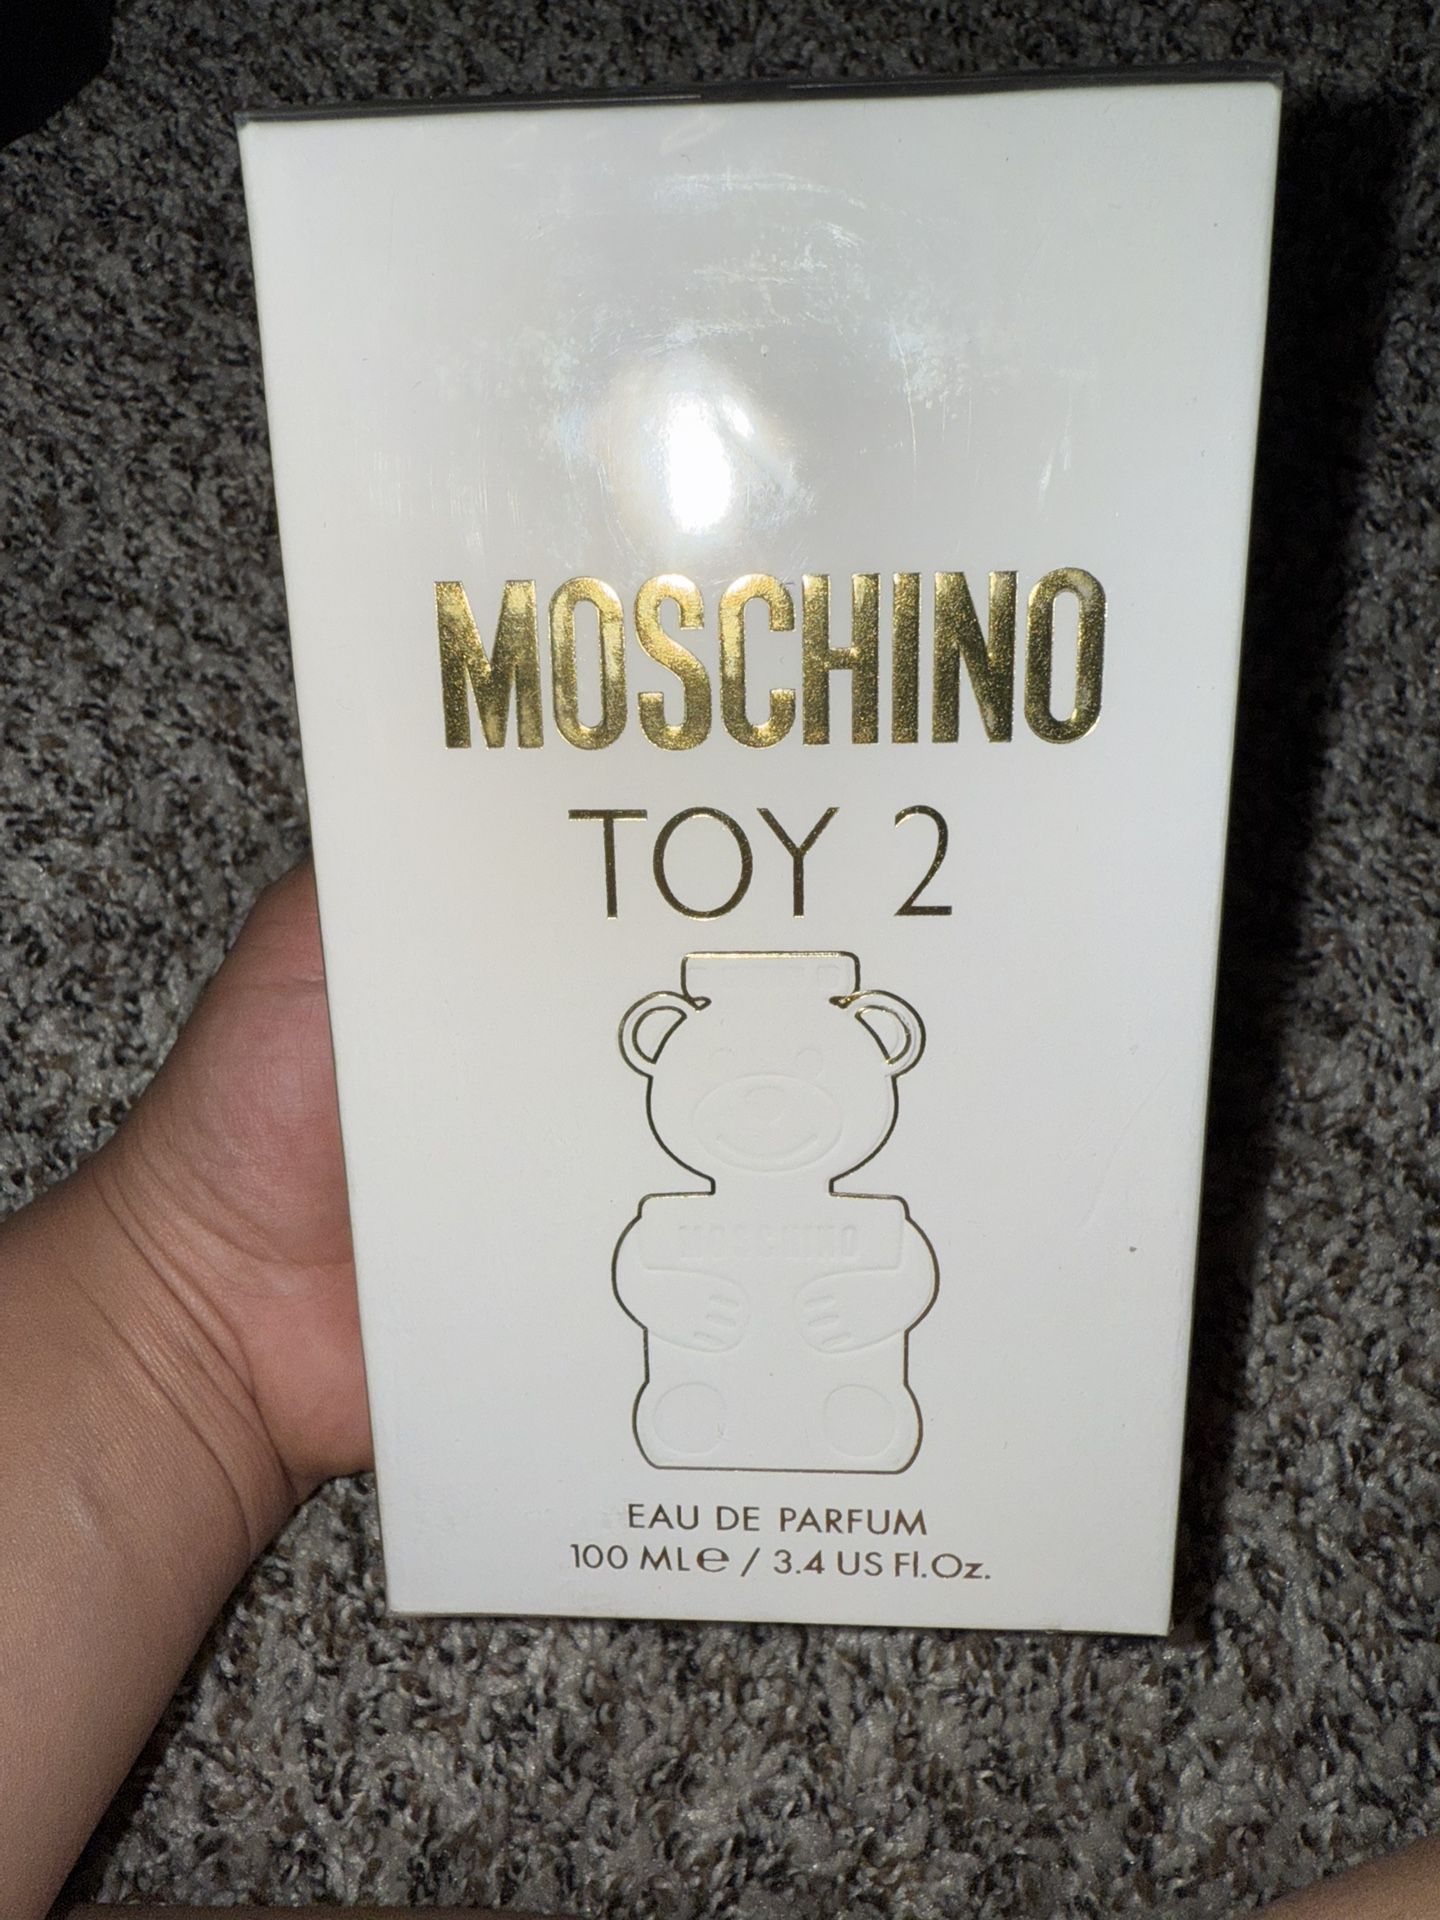 MOSCHINO
TOY 2
MOSCHINO
EAU DE PARFUM
100 ML℮ / 3.4 US Fl.Oz.